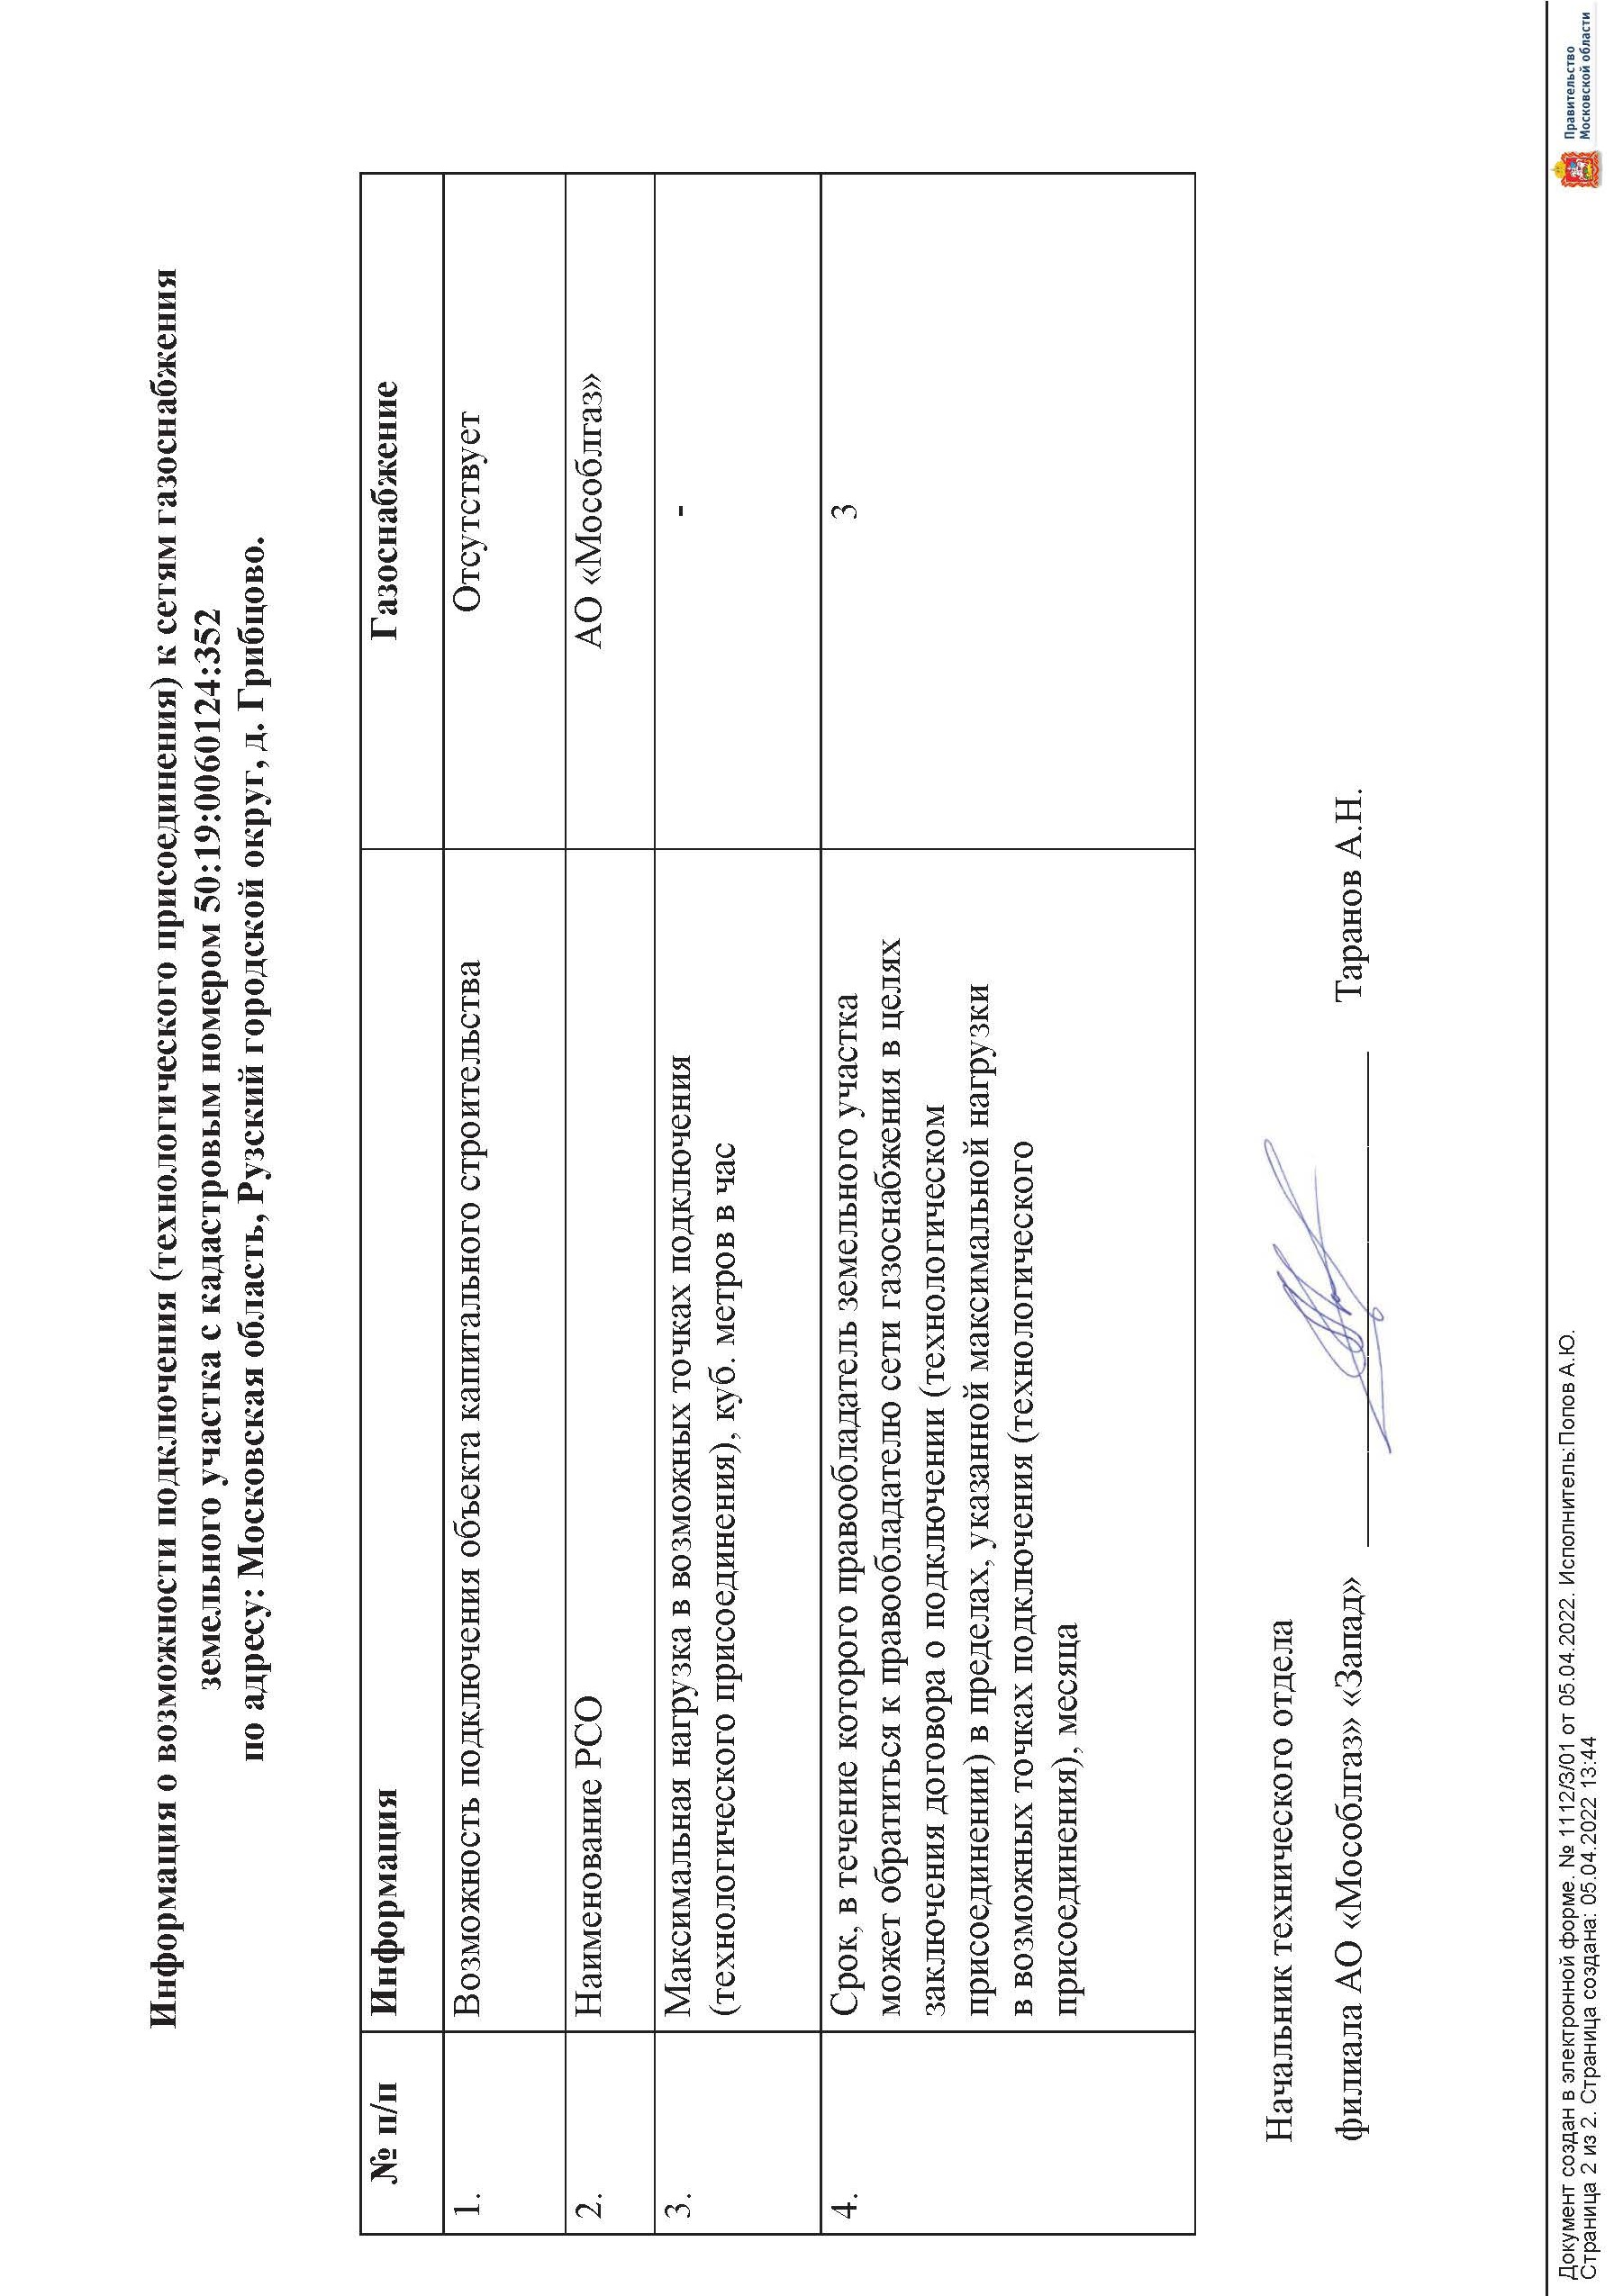 Информация о возможности подключения (технологического присоединения) к сетям газоснабжения
земельного участка с кадастровым номером 50:19:0060124:352
по адресу: Московская область, Рузский городской округ, д. Грибцово.
№ п/п
Информация
Газоснабжение
1.
Возможность подключения объекта капитального строительства
Отсутствует
2.
Наименование РСО
АО «Мособлгаз»
3.
Максимальная нагрузка в возможных точках подключения
(технологического присоединения), куб. метров в час
-
4.
Срок, в течение которого правообладатель земельного участка
может обратиться к правообладателю сети газоснабжения в целях
заключения договора о подключении (технологическом
присоединении) в пределах, указанной максимальной нагрузки
в возможных точках подключения (технологического
присоединения), месяца
3
Начальник технического отдела
филиала АО «Мособлгаз» «Запад» Таранов А.Н.
Документ создан в электронной форме. № 1112/3/01 от 05.04.2022. Исполнитель:Попов А.Ю.
Страница 2 из 2. Страница создана: 05.04.2022 13:44
Правительство
Московской области